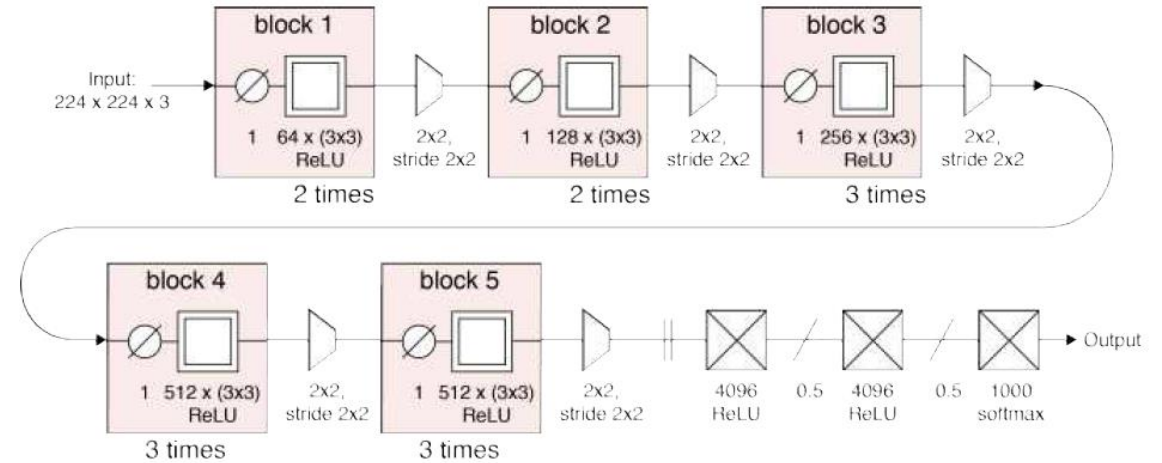 block 1
block 2
block 3
Input:
224 x 224 x 3
1 64 x (3x3)
ReLU
2x2,
stride 2x2
1 128 x (3x3)
ReLU
2x2,
stride 2x2
1 256 x (3x3)
ReLU
2x2,
stride 2x2
2 times
2 times
3 times
block 4
block 5
Output
1 512 x (3x3)
ReLU
2x2,
stride 2x2
1 512 x (3x3)
ReLU
2x2,
stride 2x2
4096
ReLU
0.5
4096
ReLU
0.5
1000
softmax
3 times
3 times